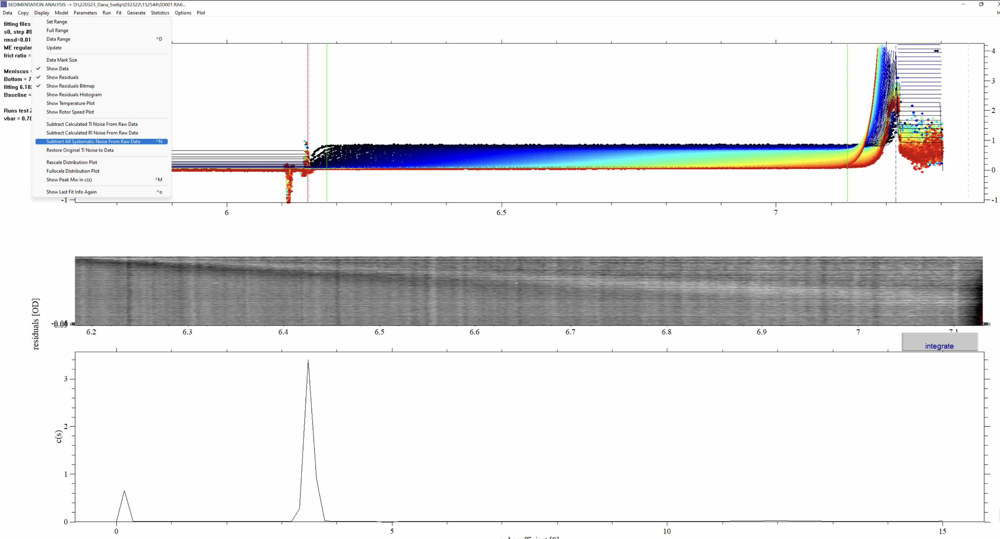 SEDIMENTATION ANALYSIS -> D:\220323_Dana_Swi6p\032322\152544\00001.RA6...
Data Copy Display Model Parameters Run Fit Generate Statistics Options Plot
fitting files
s0, step #0
rmsd=0.01
ME regular
frict ratio =
Meniscus =
Bottom = 7
fitting 6.18
Baseline =
Runs test Z
vbar = 0.70
Set Range
Full Range
Data Range ^D
Update
Data Mark Size
Show Data
Show Residuals
Show Residuals Bitmap
Show Residuals Histogram
Show Temperature Plot
Show Rotor Speed Plot
Subtract Calculated TI Noise From Raw Data
Subtract Calculated RI Noise From Raw Data
Subtract All Systematic Noise From Raw Data ^N
Restore Original TI Noise to Data
Rescale Distribution Plot
Fullscale Distribution Plot
Show Peak Mw in c(s) ^M
Show Last Fit Info Again ^o
4
3
2
1
0
-1
-1
6 6.5 7
residuals [OD]
6.2 6.3 6.4 6.5 6.6 6.7 6.8 6.9 7 7.1
integrate
c(s)
3
2
1
0
0 5 10 15